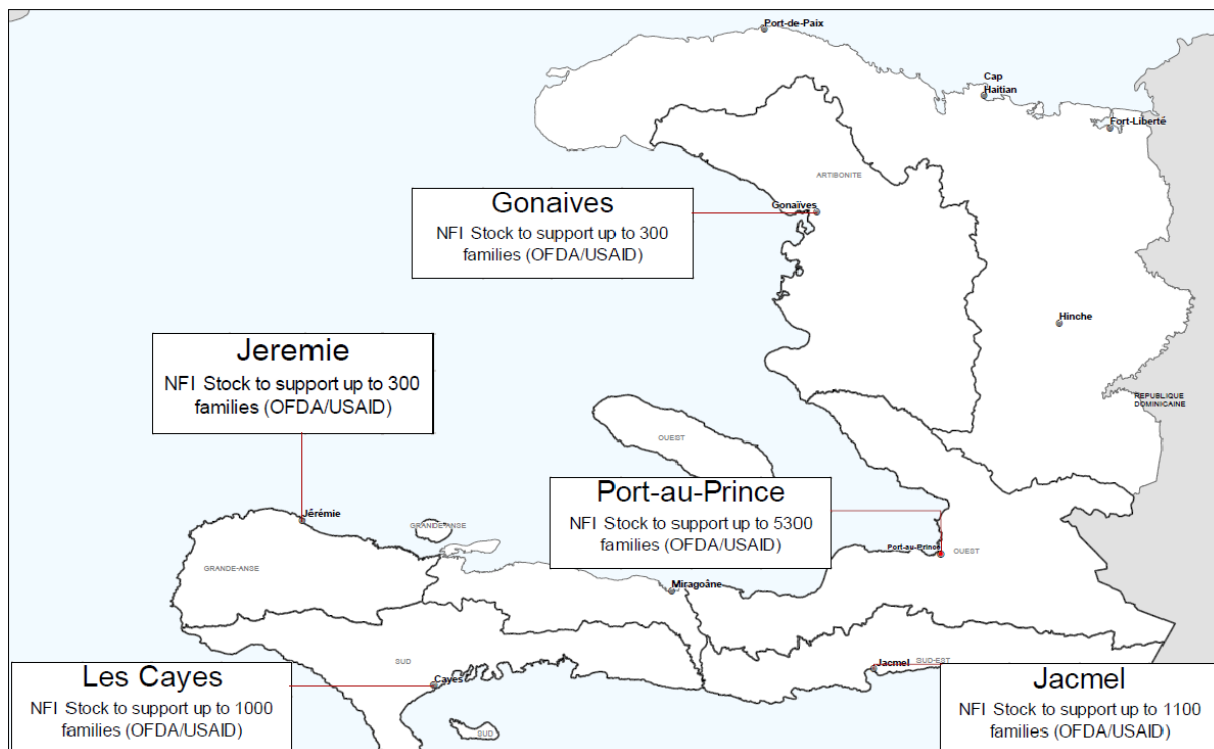 Port-de-Paix
Cap
Haitian
Fort-Liberté
ARTIBONITE
Gonaives
NFI Stock to support up to 300
families (OFDA/USAID)
Gonaïves
Hinche
Jeremie
NFI Stock to support up to 300
families (OFDA/USAID)
REPUBLIQUE
DOMINICAINE
OUEST
Port-au-Prince
NFI Stock to support up to 5300
families (OFDA/USAID)
Jérémie
GRANDE-ANSE
Port-au-Prince
OUEST
GRANDE-ANSE
Miragoâne
Les Cayes
NFI Stock to support up to 1000
families (OFDA/USAID)
SUD
Cayes
Jacmel
SUD-EST
Jacmel
NFI Stock to support up to 1100
families (OFDA/USAID)
SUD